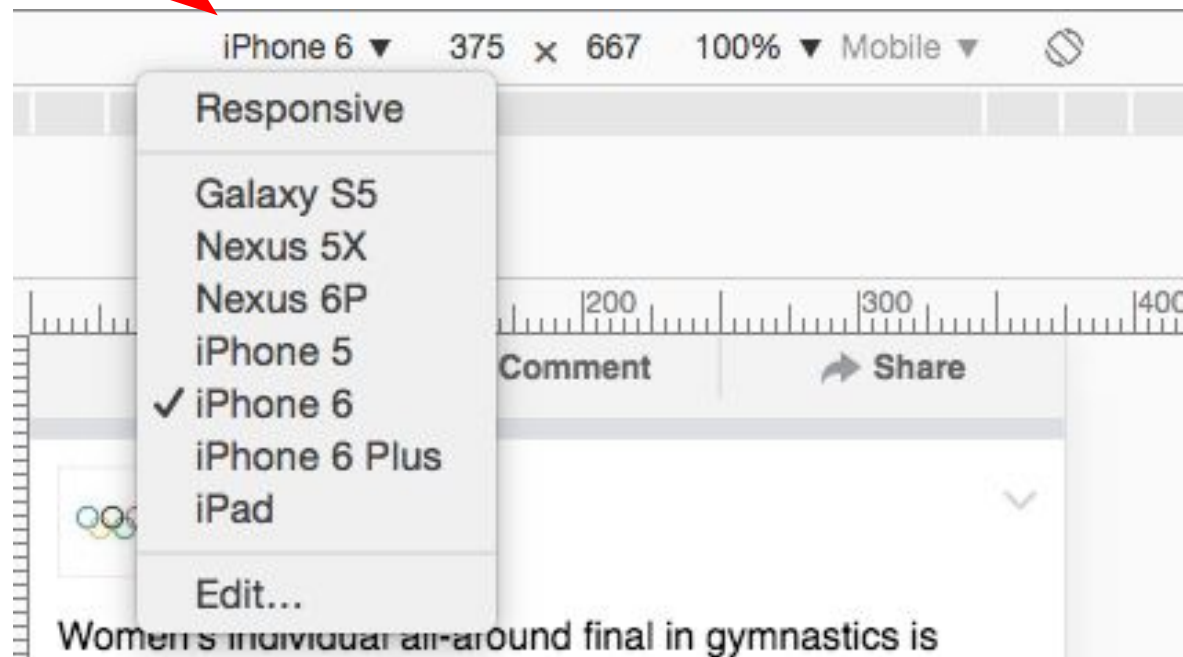 iPhone 6 ▼ 375 × 667 100% ▼ Mobile ▼
Responsive
Galaxy S5
Nexus 5X
Nexus 6P
200 300 400
iPhone 5
Comment Share
✓ iPhone 6
iPhone 6 Plus
iPad
Edit...
Women's individual all-around final in gymnastics is